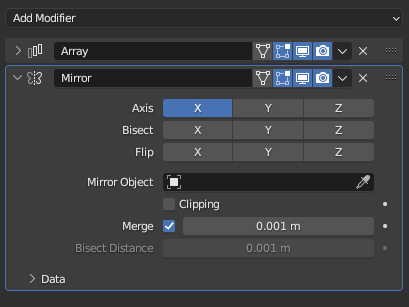 Add Modifier
Array
Mirror
Axis X Y Z
Bisect X Y Z
Flip X Y Z
Mirror Object
Clipping
Merge 0.001 m
Bisect Distance 0.001 m
Data